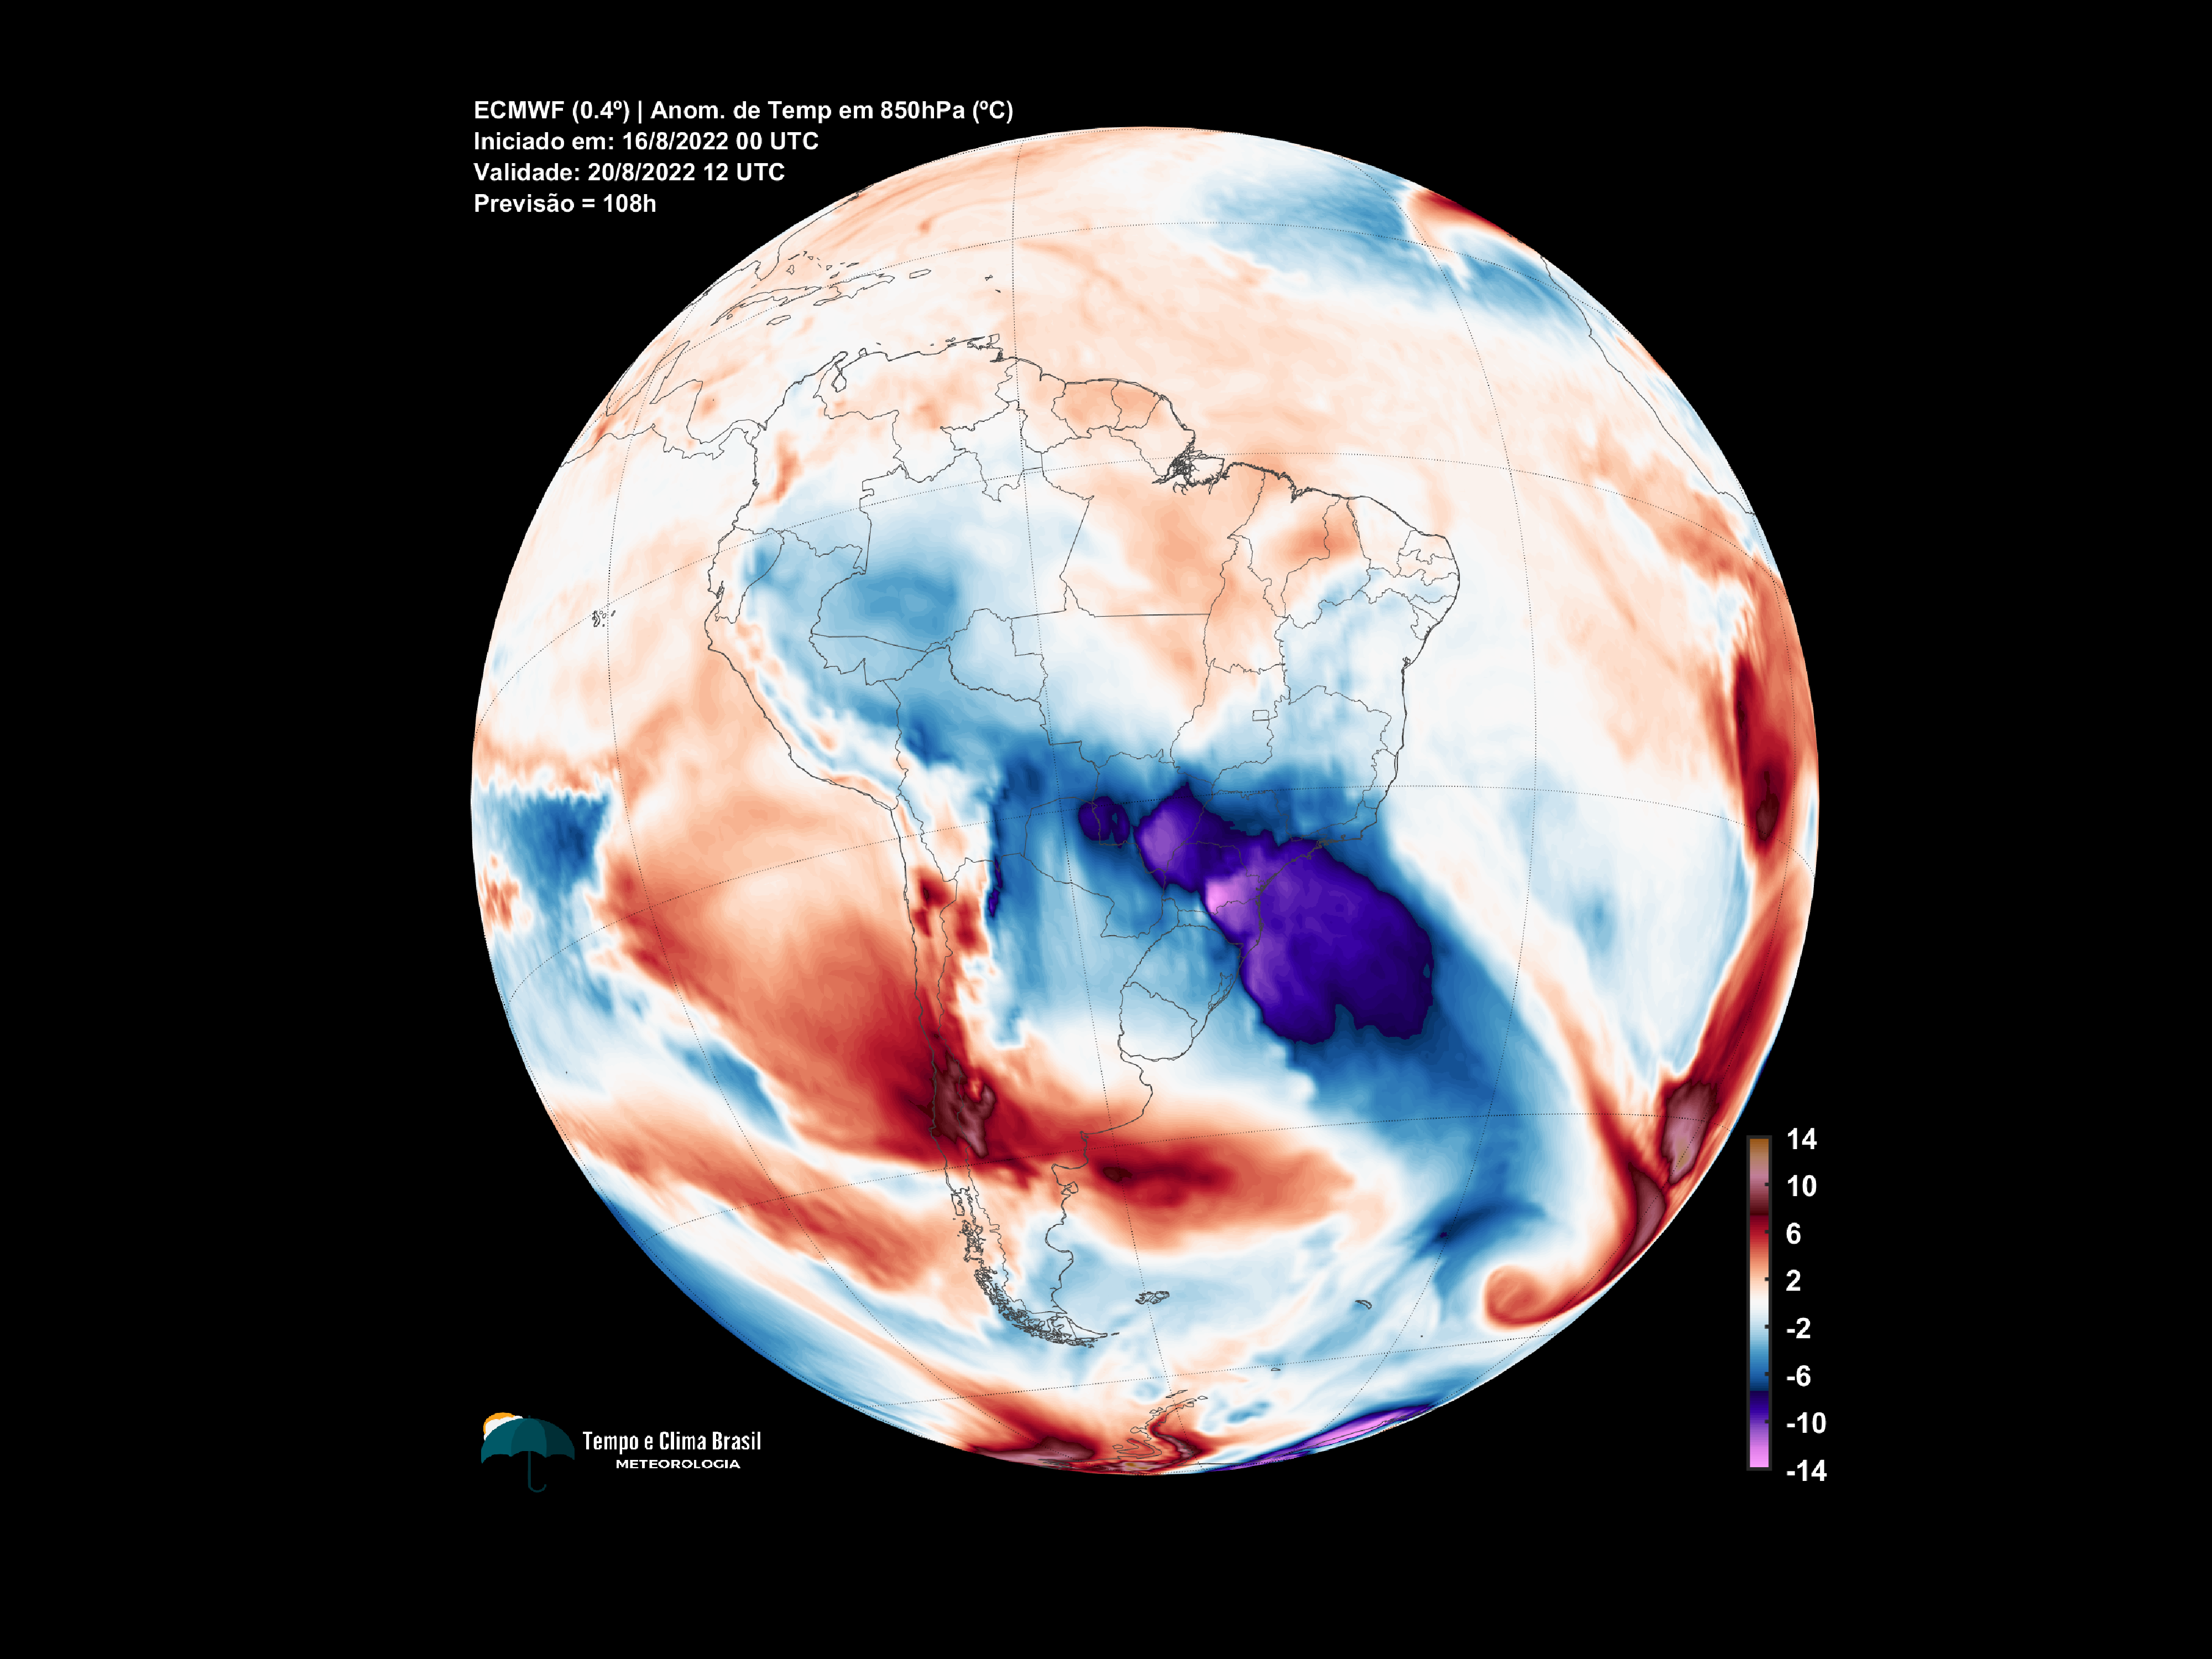 ECMWF (0.4º) | Anom. de Temp em 850hPa (ºC)
Iniciado em: 16/8/2022 00 UTC
Validade: 20/8/2022 12 UTC
Previsão = 108h
14
10
6
2
-2
-6
-10
-14
Tempo e Clima Brasil
METEOROLOGIA